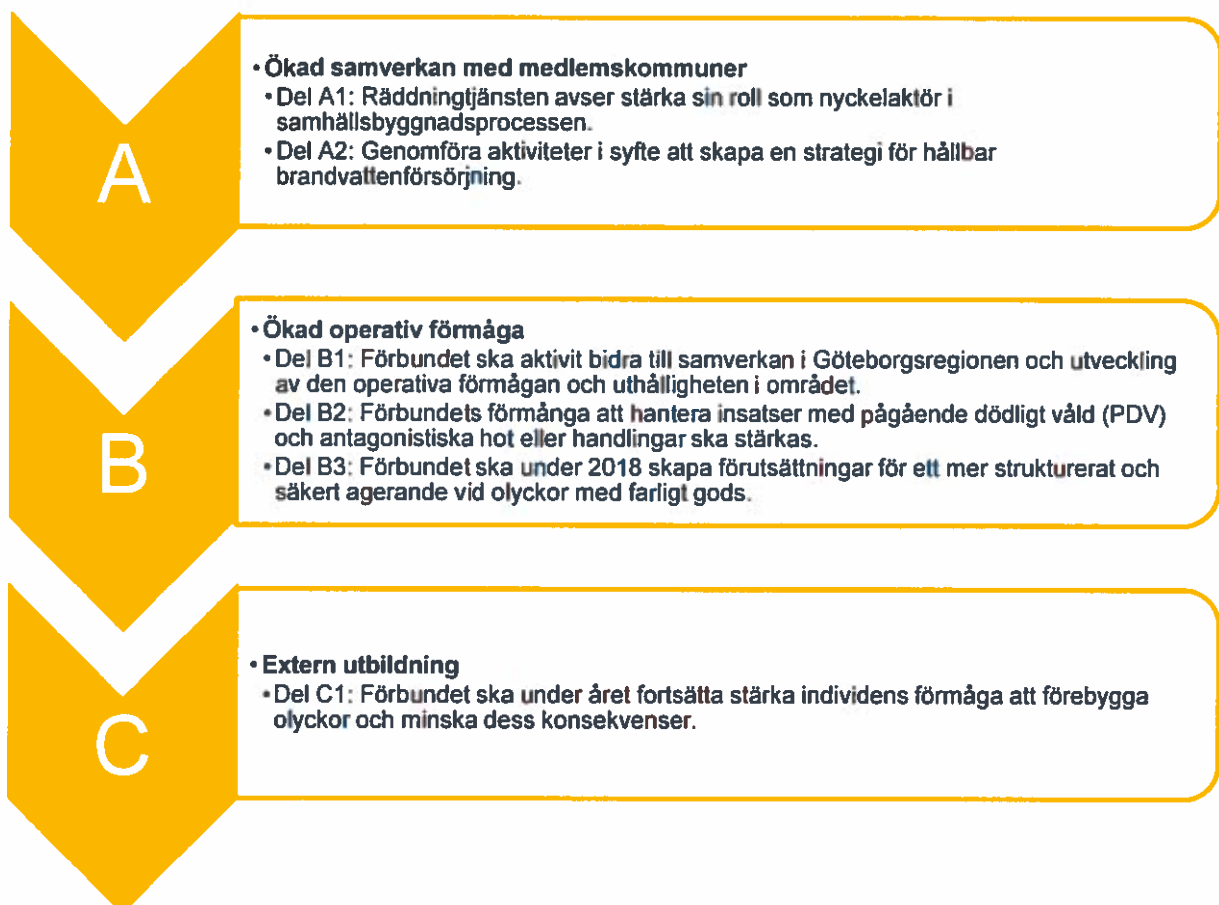 A
• Ökad samverkan med medlemskommuner
• Del A1: Räddningtjänsten avser stärka sin roll som nyckelaktör i
samhällsbyggnadsprocessen.
• Del A2: Genomföra aktiviteter i syfte att skapa en strategi för hållbar
brandvattenförsörjning.
B
• Ökad operativ förmåga
• Del B1: Förbundet ska aktivit bidra till samverkan i Göteborgsregionen och utveckling
av den operativa förmågan och uthålligheten i området.
• Del B2: Förbundets förmånga att hantera insatser med pågående dödligt våld (PDV)
och antagonistiska hot eller handlingar ska stärkas.
• Del B3: Förbundet ska under 2018 skapa förutsättningar för ett mer strukturerat och
säkert agerande vid olyckor med farligt gods.
C
• Extern utbildning
• Del C1: Förbundet ska under året fortsätta stärka individens förmåga att förebygga
olyckor och minska dess konsekvenser.